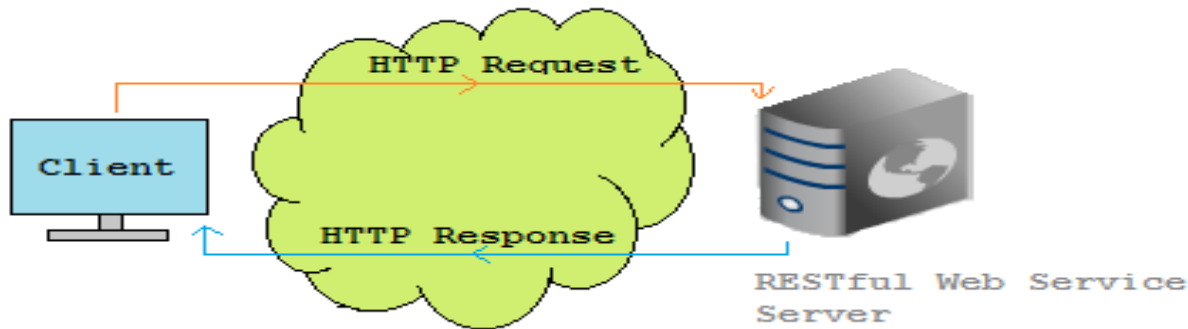 HTTP Request
Client
HTTP Response
RESTful Web Service
Server